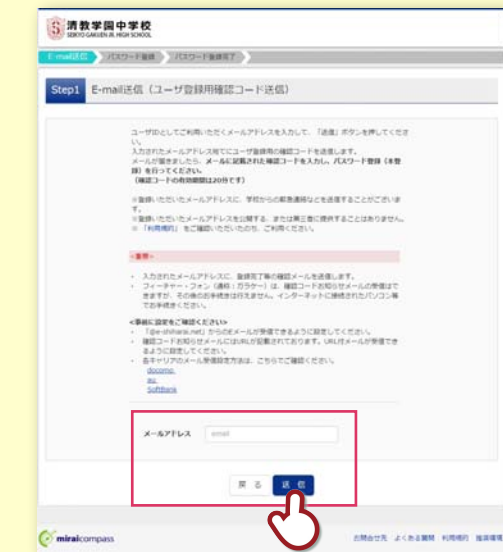 清教学園中学校
SEIKYO GAKUEN JR. HIGH SCHOOL
E-mail送信 パスワード登録 パスワード登録完了
Step1 E-mail送信（ユーザ登録用確認コード送信）
ユーザIDとしてご利用いただくメールアドレスを入力して、「送信」ボタンを押してくださ
い。
入力されたメールアドレス宛てにユーザ登録用の確認コードを送信します。
メールが届きましたら、メールに記載された確認コードを入力し、パスワード登録（本登
録）を行ってください。
（確認コードの有効期限は20分です）
※登録いただいたメールアドレスに、学校からの緊急連絡などを送信することがございま
す。
※登録いただいたメールアドレスを公開する、または第三者に提供することはありません。
※「利用規約」をご確認いただいたのち、ご利用ください。
<重要>
・ 入力されたメールアドレスに、登録完了等の確認メールを送信します。
・ フィーチャー・フォン（通称：ガラケー）は、確認コードお知らせメールの受信はで
きますが、その後のお手続きは行えません。インターネットに接続されたパソコン等
でお手続きください。
<事前に設定をご確認ください>
・ 「@e-shiharai.net」からのEメールが受信できるように設定してください。
・ 確認コードお知らせメールにはURLが記載されております。URL付メールが受信でき
るように設定してください。
・ 各キャリアのメール受信設定方法は、こちらでご確認ください。
docomo
au
SoftBank
メールアドレス email
戻る 送信
miraicompass お問合せ先 よくある質問 利用規約 推奨環境